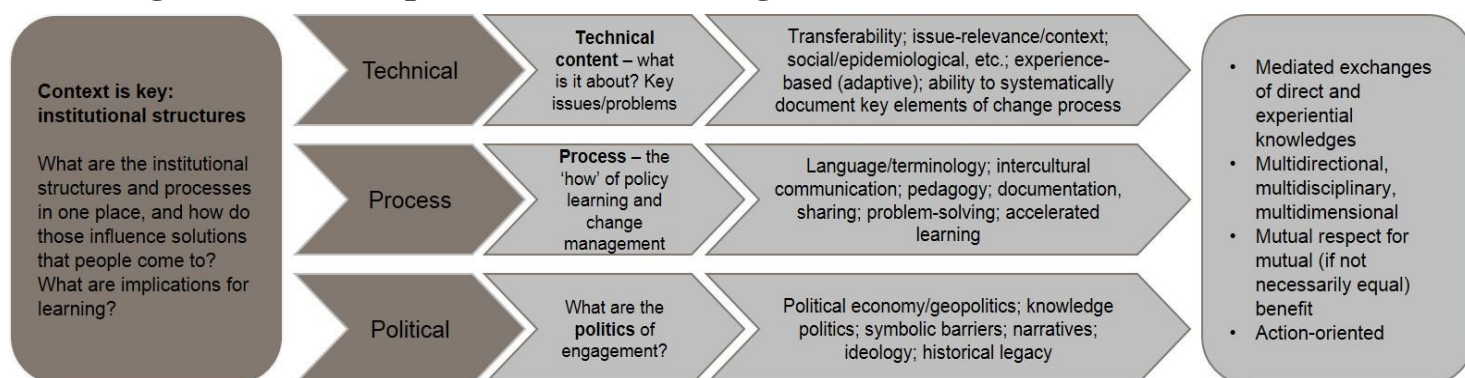 Context is key:
institutional structures
What are the institutional
structures and processes
in one place, and how do
those influence solutions
that people come to?
What are implications for
learning?
Technical
Technical
content – what
is it about? Key
issues/problems
Transferability; issue-relevance/context;
social/epidemiological, etc.; experience-
based (adaptive); ability to systematically
document key elements of change process
Process
Process – the
‘how’ of policy
learning and
change
management
Language/terminology; intercultural
communication; pedagogy; documentation,
sharing; problem-solving; accelerated
learning
Political
What are the
politics of
engagement?
Political economy/geopolitics; knowledge
politics; symbolic barriers; narratives;
ideology; historical legacy
• Mediated exchanges
of direct and
experiential
knowledges
• Multidirectional,
multidisciplinary,
multidimensional
• Mutual respect for
mutual (if not
necessarily equal)
benefit
• Action-oriented